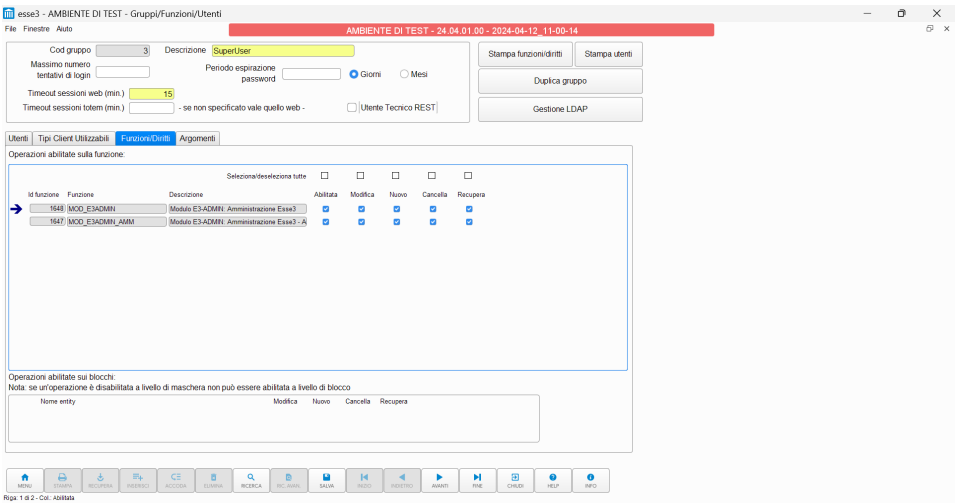 esse3 - AMBIENTE DI TEST - Gruppi/Funzioni/Utenti
File Finestre Aiuto
AMBIENTE DI TEST - 24.04.01.00 - 2024-04-12_11-00-14
Cod gruppo 3 Descrizione SuperUser
Massimo numero tentativi di login
Periodo espirazione password
Giorni Mesi
Timeout sessioni web (min.) 15
Timeout sessioni totem (min.) - se non specificato vale quello web - Utente Tecnico REST
Stampa funzioni/diritti Stampa utenti
Duplica gruppo
Gestione LDAP
Utenti Tipi Client Utilizzabili Funzioni/Diritti Argomenti
Operazioni abilitate sulla funzione:
Seleziona/deseleziona tutte
Id funzione Funzione Descrizione Abilitata Modifica Nuovo Cancella Recupera
1648 MOD_E3ADMIN Modulo E3-ADMIN: Amministrazione Esse3
1647 MOD_E3ADMIN_AMM Modulo E3-ADMIN: Amministrazione Esse3 - A
Operazioni abilitate sui blocchi:
Nota: se un'operazione è disabilitata a livello di maschera non può essere abilitata a livello di blocco
Nome entity Modifica Nuovo Cancella Recupera
MENU STAMPA RECUPERA INSERISCI ACCODA ELIMINA RICERCA RIC. AVAN. SALVA INIZIO INDIETRO AVANTI FINE CHIUDI HELP INFO
Riga: 1 di 2 - Col.: Abilitata